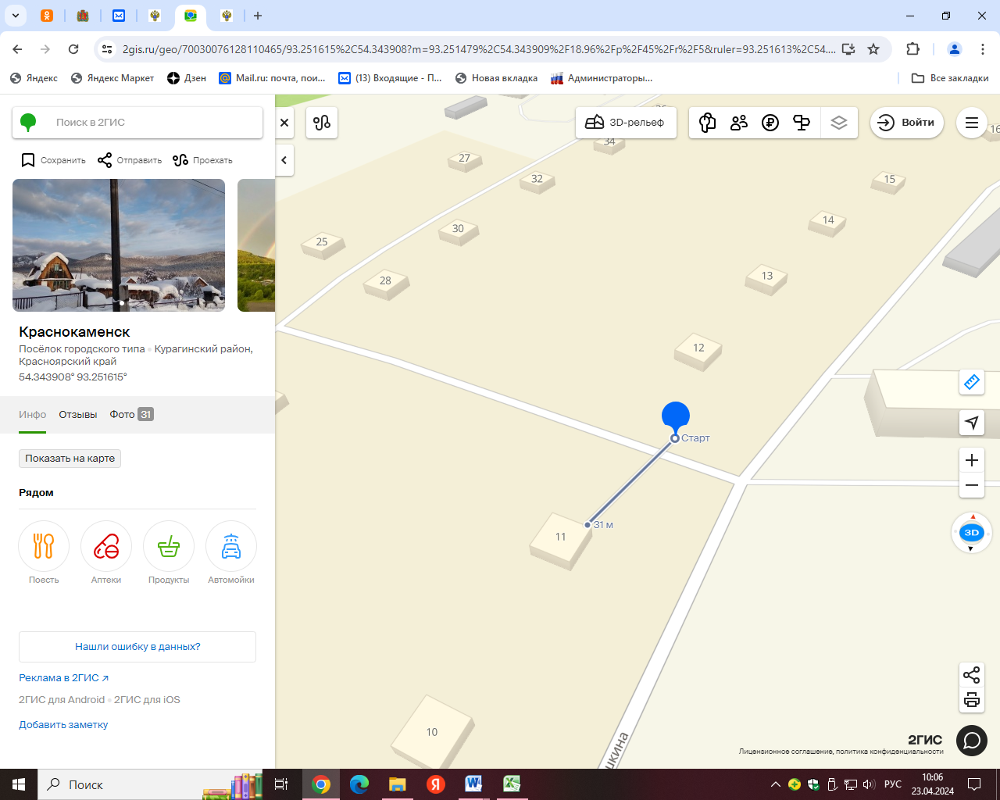 2gis.ru/geo/70030076128110465/93.251615%2C54.343908?m=93.251479%2C54.343909%2F18.96%2Fp%2F45%2Fr%2F5&ruler=93.251613%2C54....
Яндекс
Яндекс Маркет
Дзен
Mail.ru: почта, пои...
(13) Входящие - П...
Новая вкладка
Администраторы...
Все закладки
Поиск в 2ГИС
3D-рельеф
Войти
Сохранить
Отправить
Проехать
Краснокаменск
Посёлок городского типа • Курагинский район,
Красноярский край
54.343908° 93.251615°
Инфо
Отзывы
Фото 31
Показать на карте
Рядом
Поесть
Аптеки
Продукты
Автомойки
Нашли ошибку в данных?
Реклама в 2ГИС ↗
2ГИС для Android • 2ГИС для iOS
Добавить заметку
34
16
27
32
15
14
30
25
28
13
12
Старт
31 м
11
10
3D
2ГИС
Лицензионное соглашение, политика конфиденциальности
Поиск
РУС
10:06
23.04.2024